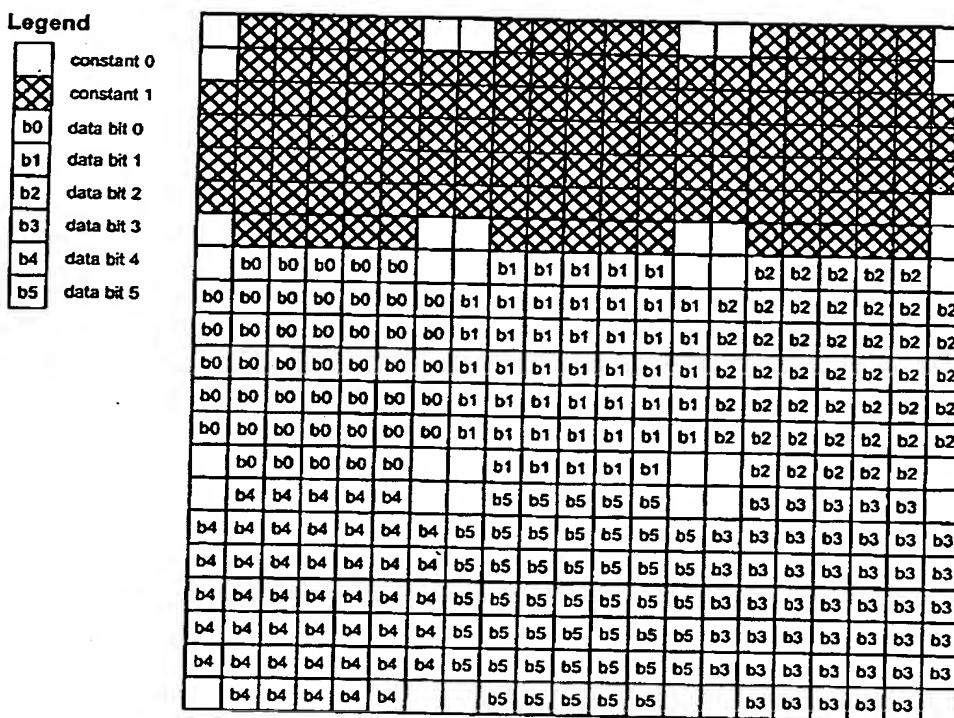 Legend
constant 0
constant 1
b0 data bit 0
b1 data bit 1
b2 data bit 2
b3 data bit 3
b4 data bit 4
b5 data bit 5
b0 b0 b0 b0 b0 b1 b1 b1 b1 b1 b2 b2 b2 b2 b2
b0 b0 b0 b0 b0 b0 b0 b1 b1 b1 b1 b1 b1 b1 b2 b2 b2 b2 b2 b2 b2
b0 b0 b0 b0 b0 b0 b0 b1 b1 b1 b1 b1 b1 b1 b2 b2 b2 b2 b2 b2 b2
b0 b0 b0 b0 b0 b0 b0 b1 b1 b1 b1 b1 b1 b1 b2 b2 b2 b2 b2 b2 b2
b0 b0 b0 b0 b0 b0 b0 b1 b1 b1 b1 b1 b1 b1 b2 b2 b2 b2 b2 b2 b2
b0 b0 b0 b0 b0 b0 b0 b1 b1 b1 b1 b1 b1 b1 b2 b2 b2 b2 b2 b2 b2
b0 b0 b0 b0 b0 b1 b1 b1 b1 b1 b2 b2 b2 b2 b2
b4 b4 b4 b4 b4 b5 b5 b5 b5 b5 b3 b3 b3 b3 b3
b4 b4 b4 b4 b4 b4 b4 b5 b5 b5 b5 b5 b5 b5 b3 b3 b3 b3 b3 b3 b3
b4 b4 b4 b4 b4 b4 b4 b5 b5 b5 b5 b5 b5 b5 b3 b3 b3 b3 b3 b3 b3
b4 b4 b4 b4 b4 b4 b4 b5 b5 b5 b5 b5 b5 b5 b3 b3 b3 b3 b3 b3 b3
b4 b4 b4 b4 b4 b4 b4 b5 b5 b5 b5 b5 b5 b5 b3 b3 b3 b3 b3 b3 b3
b4 b4 b4 b4 b4 b4 b4 b5 b5 b5 b5 b5 b5 b5 b3 b3 b3 b3 b3 b3 b3
b4 b4 b4 b4 b4 b5 b5 b5 b5 b5 b3 b3 b3 b3 b3